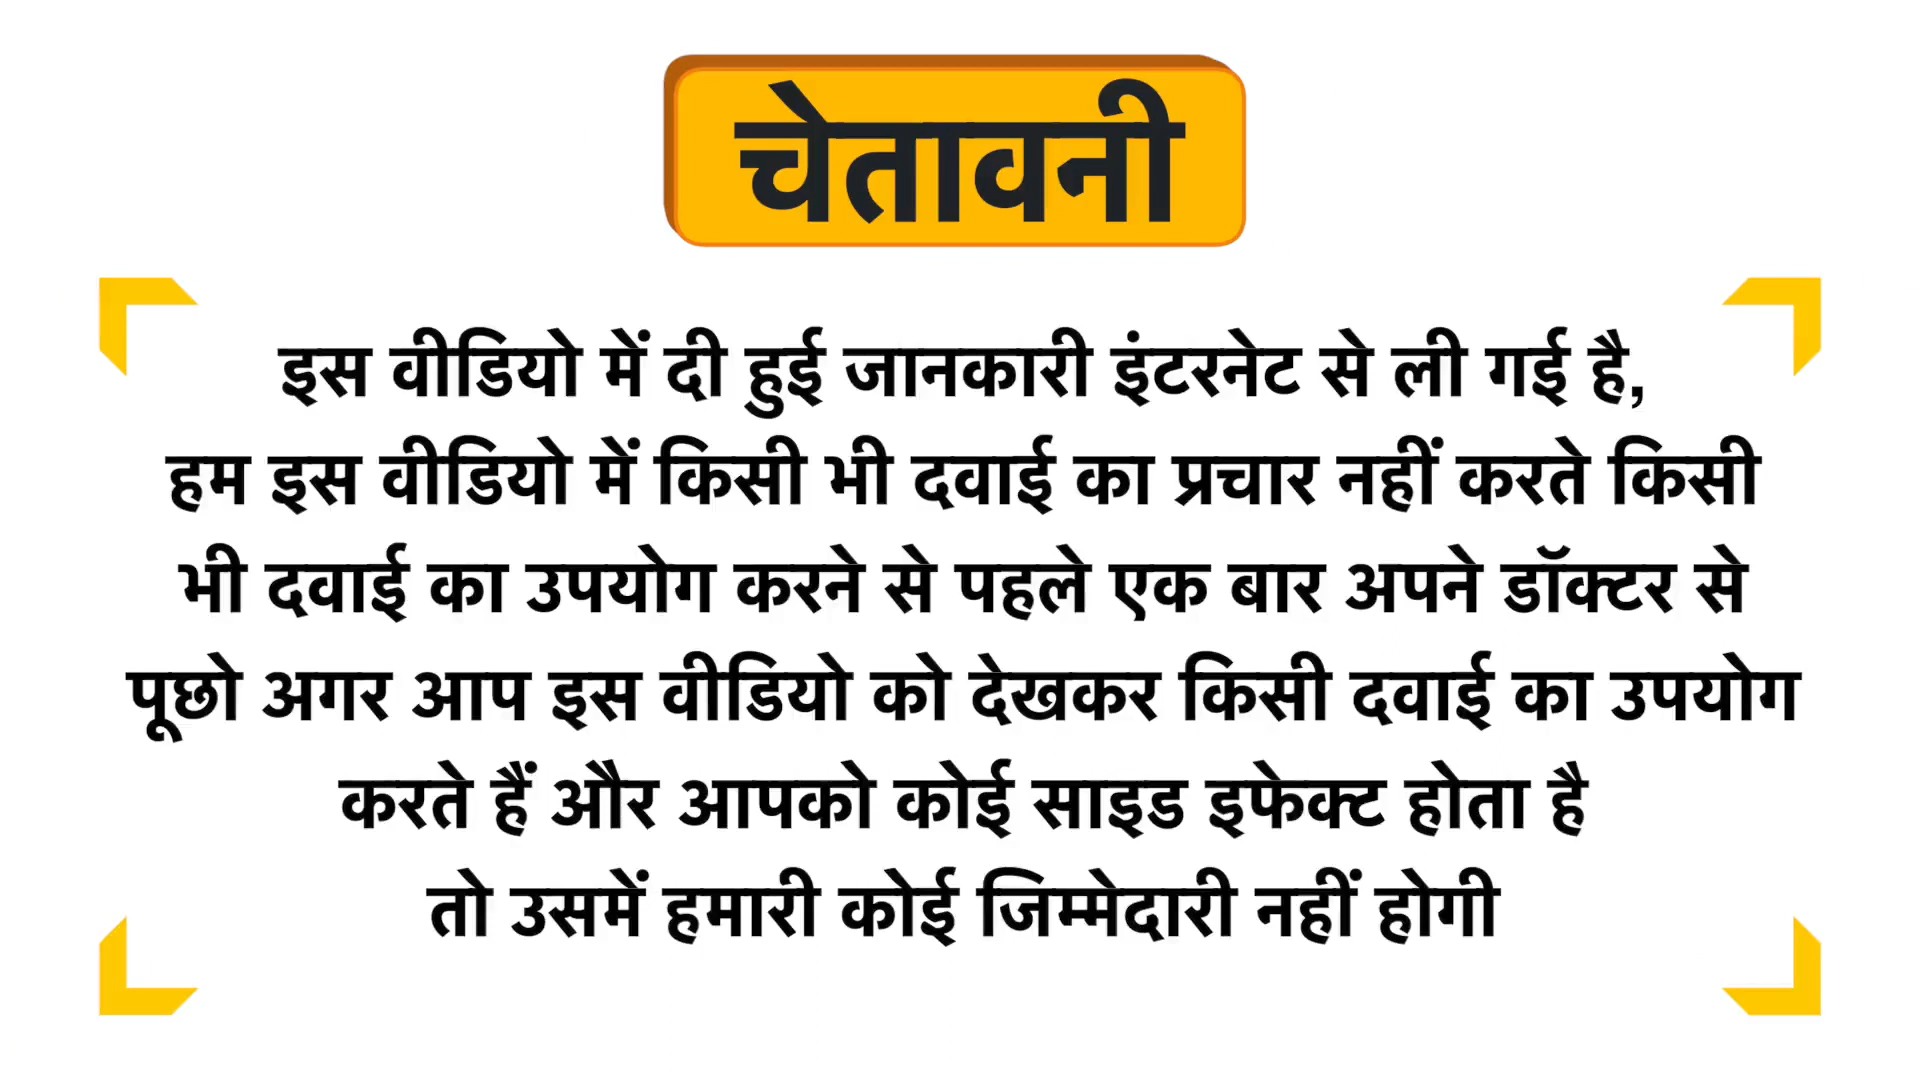 चेतावनी
इस वीडियो में दी हुई जानकारी इंटरनेट से ली गई है,
हम इस वीडियो में किसी भी दवाई का प्रचार नहीं करते किसी
भी दवाई का उपयोग करने से पहले एक बार अपने डॉक्टर से
पूछो अगर आप इस वीडियो को देखकर किसी दवाई का उपयोग
करते हैं और आपको कोई साइड इफेक्ट होता है
तो उसमें हमारी कोई जिम्मेदारी नहीं होगी